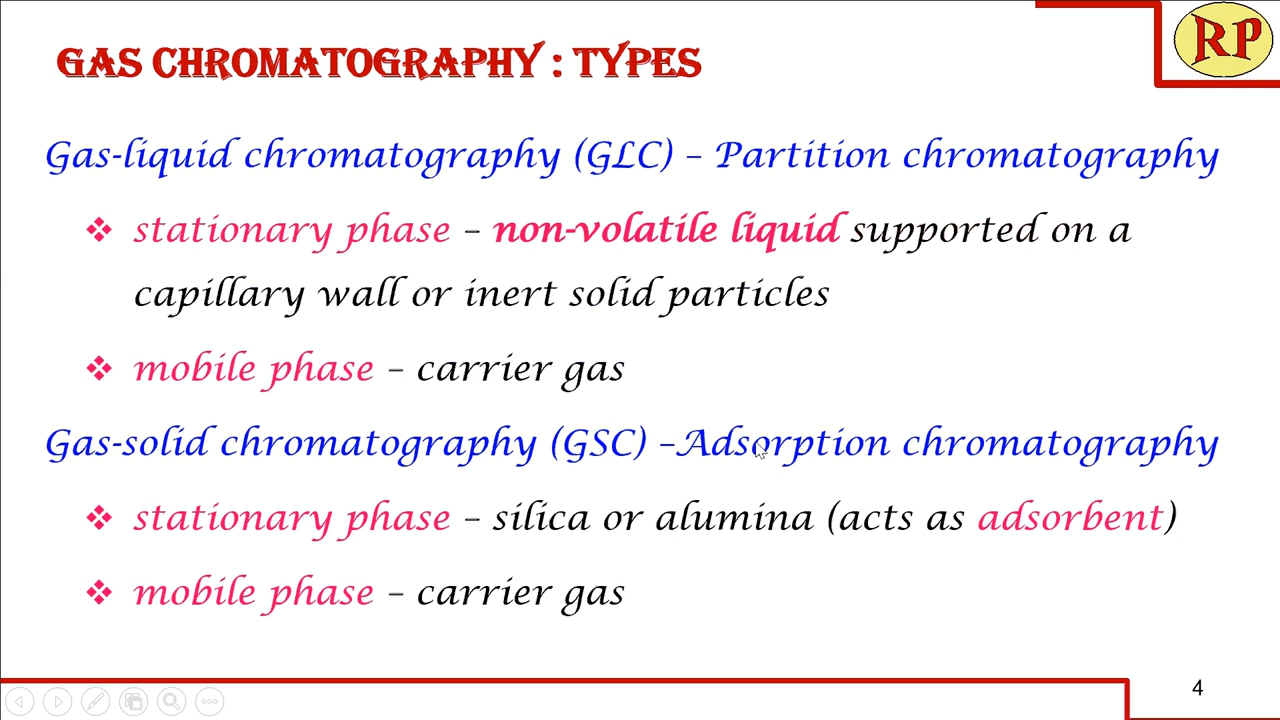 RP
GAS CHROMATOGRAPHY : TYPES
Gas-liquid chromatography (GLC) – Partition chromatography
❖ stationary phase – non-volatile liquid supported on a
capillary wall or inert solid particles
❖ mobile phase – carrier gas
Gas-solid chromatography (GSC) –Adsorption chromatography
❖ stationary phase – silica or alumina (acts as adsorbent)
❖ mobile phase – carrier gas
4